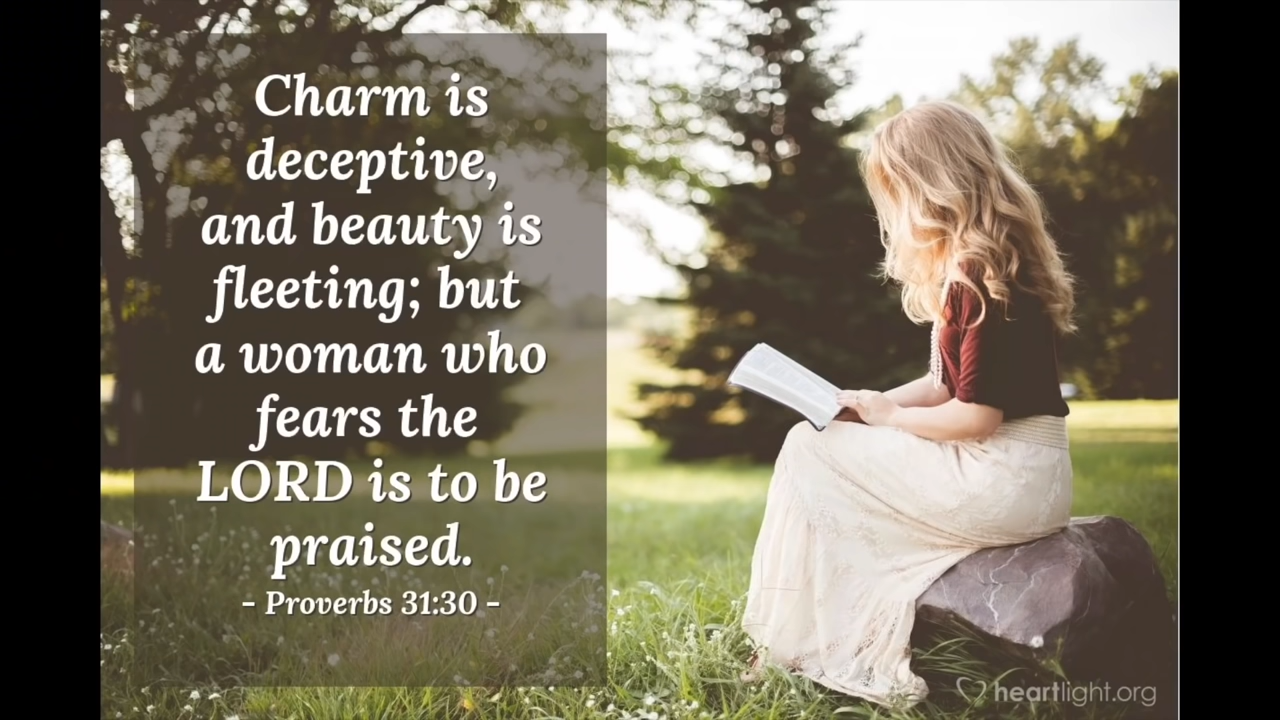 Charm is
deceptive,
and beauty is
fleeting; but
a woman who
fears the
LORD is to be
praised.
- Proverbs 31:30 -
heartlight.org